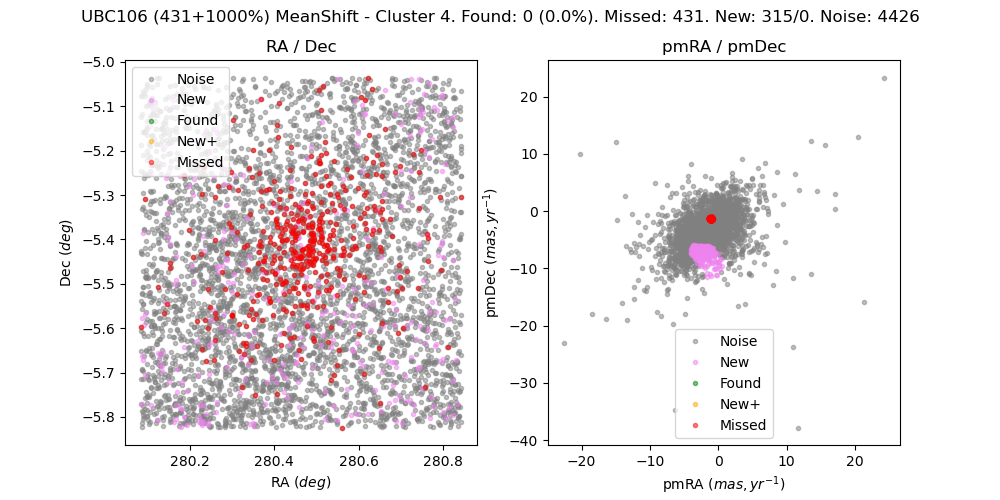 UBC106 (431+1000%) MeanShift - Cluster 4. Found: 0 (0.0%). Missed: 431. New: 315/0. Noise: 4426
RA / Dec
−5.0
−5.1
−5.2
−5.3
−5.4
−5.5
−5.6
−5.7
−5.8
Dec (deg)
Noise
New
Found
New+
Missed
280.2 280.4 280.6 280.8
RA (deg)
pmRA / pmDec
20
10
0
−10
−20
−30
−40
pmDec (mas, yr⁻¹)
Noise
New
Found
New+
Missed
−20 −10 0 10 20
pmRA (mas, yr⁻¹)